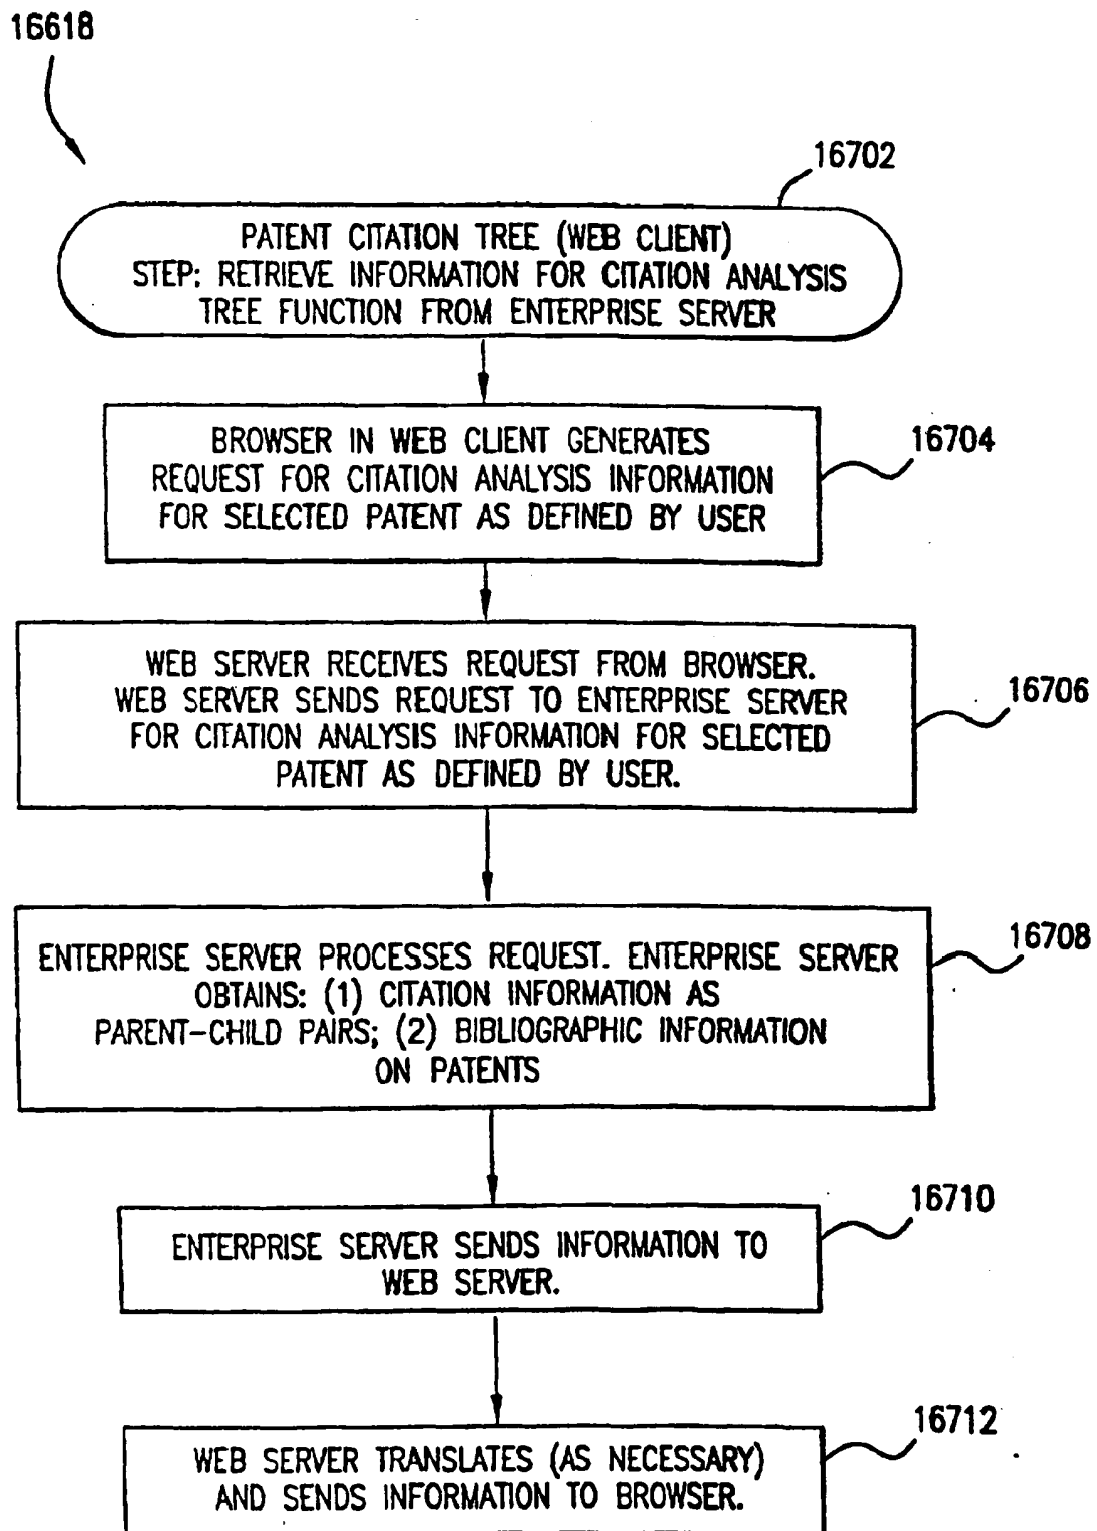 16618
16702
PATENT CITATION TREE (WEB CLIENT)
STEP: RETRIEVE INFORMATION FOR CITATION ANALYSIS
TREE FUNCTION FROM ENTERPRISE SERVER
BROWSER IN WEB CLIENT GENERATES
REQUEST FOR CITATION ANALYSIS INFORMATION
FOR SELECTED PATENT AS DEFINED BY USER
16704
WEB SERVER RECEIVES REQUEST FROM BROWSER.
WEB SERVER SENDS REQUEST TO ENTERPRISE SERVER
FOR CITATION ANALYSIS INFORMATION FOR SELECTED
PATENT AS DEFINED BY USER.
16706
ENTERPRISE SERVER PROCESSES REQUEST. ENTERPRISE SERVER
OBTAINS: (1) CITATION INFORMATION AS
PARENT-CHILD PAIRS; (2) BIBLIOGRAPHIC INFORMATION
ON PATENTS
16708
ENTERPRISE SERVER SENDS INFORMATION TO
WEB SERVER.
16710
WEB SERVER TRANSLATES (AS NECESSARY)
AND SENDS INFORMATION TO BROWSER.
16712